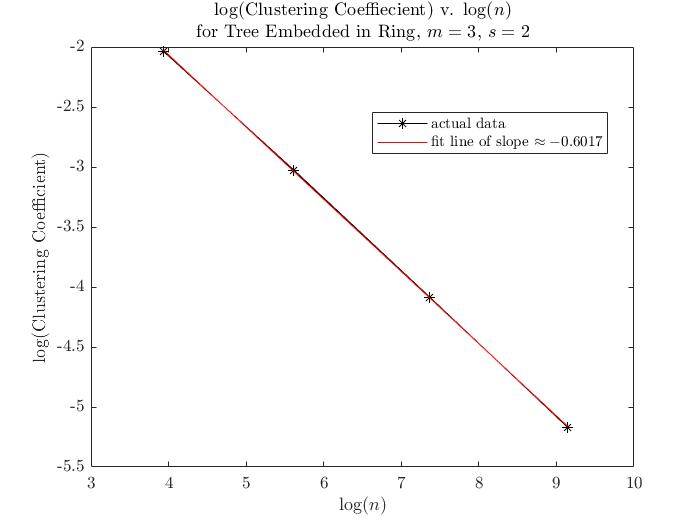 log(Clustering Coeffiecient) v. log(n)
for Tree Embedded in Ring, m = 3, s = 2
-2
-2.5
-3
-3.5
-4
-4.5
-5
-5.5
log(Clustering Coefficient)
actual data
fit line of slope ≈ −0.6017
3 4 5 6 7 8 9 10
log(n)